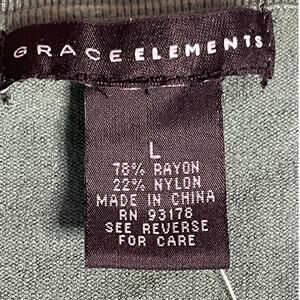 GRACE ELEMENTS
L
78% RAYON
22% NYLON
MADE IN CHINA
RN 93178
SEE REVERSE
FOR CARE